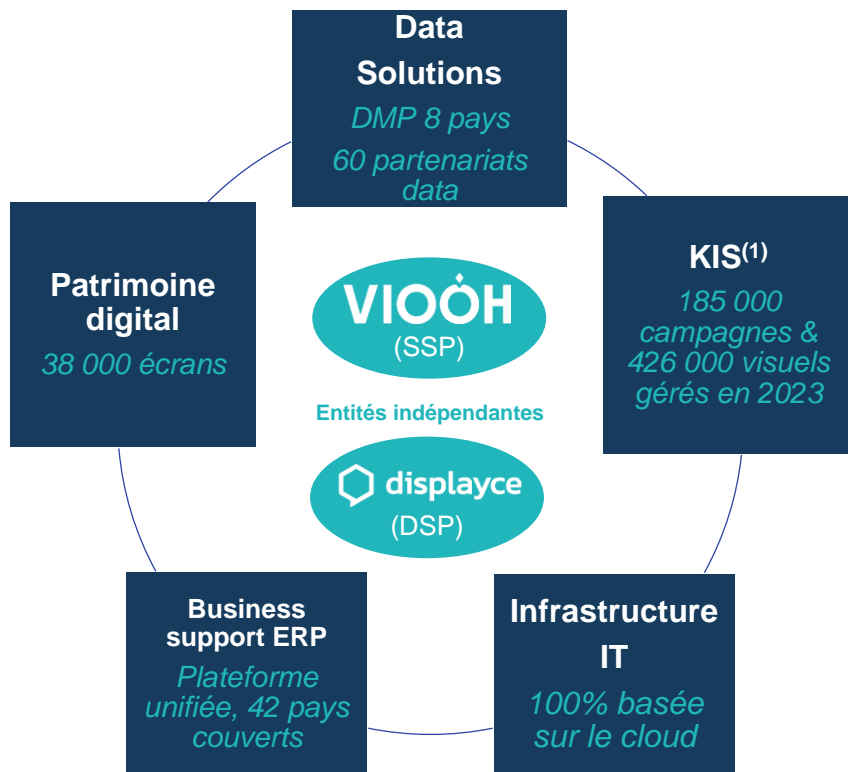 Data
Solutions
DMP 8 pays
60 partenariats
data
Patrimoine
digital
38 000 écrans
KIS(1)
185 000
campagnes &
426 000 visuels
gérés en 2023
VIOOH
(SSP)
Entités indépendantes
displayce
(DSP)
Business
support ERP
Plateforme
unifiée, 42 pays
couverts
Infrastructure
IT
100% basée
sur le cloud